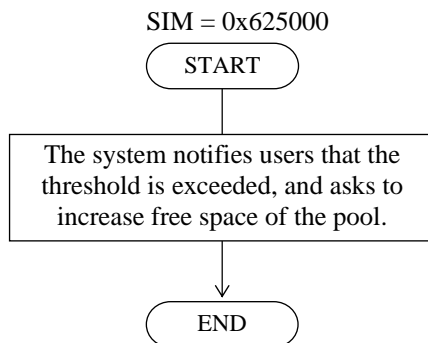 SIM = 0x625000
START
The system notifies users that the
threshold is exceeded, and asks to
increase free space of the pool.
END